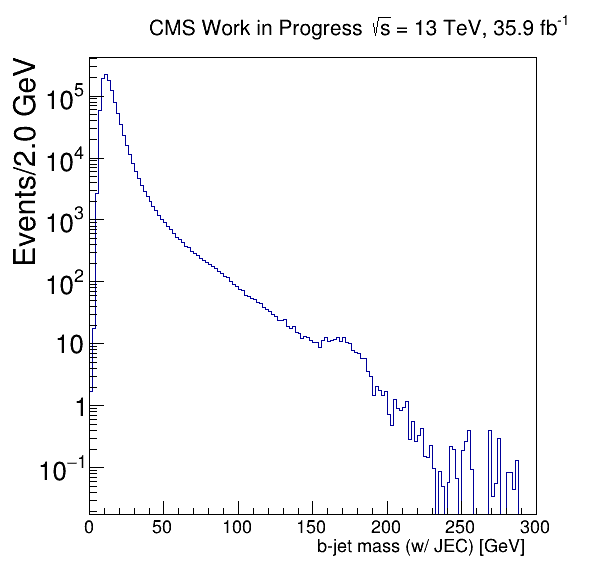 CMS Work in Progress √s = 13 TeV, 35.9 fb⁻¹
Events/2.0 GeV
10⁵
10⁴
10³
10²
10
1
10⁻¹
0 50 100 150 200 250 300
b-jet mass (w/ JEC) [GeV]